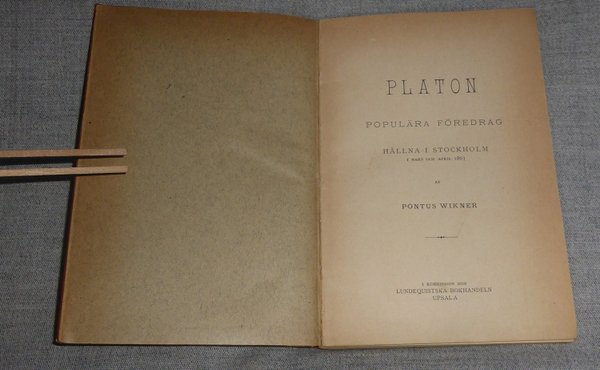 PLATON
POPULÄRA FÖREDRAG
HÅLLNA I STOCKHOLM
I MARS OCH APRIL
AF
PONTUS WIKNER
I KOMMISSION HOS
LUNDEQUISTSKA BOKHANDELN
UPSALA